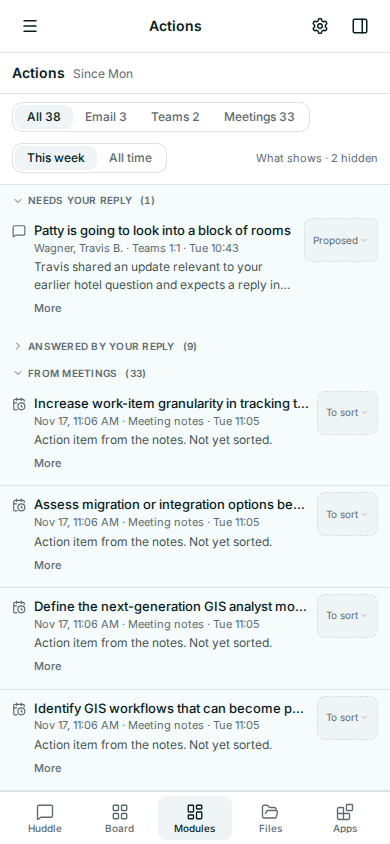 Actions
Actions Since Mon
All 38 Email 3 Teams 2 Meetings 33
This week All time What shows · 2 hidden
NEEDS YOUR REPLY (1)
Patty is going to look into a block of rooms
Proposed
Wagner, Travis B. · Teams 1:1 · Tue 10:43
Travis shared an update relevant to your
earlier hotel question and expects a reply in...
More
ANSWERED BY YOUR REPLY (9)
FROM MEETINGS (33)
Increase work-item granularity in tracking t...
To sort
Nov 17, 11:06 AM · Meeting notes · Tue 11:05
Action item from the notes. Not yet sorted.
More
Assess migration or integration options be...
To sort
Nov 17, 11:06 AM · Meeting notes · Tue 11:05
Action item from the notes. Not yet sorted.
More
Define the next-generation GIS analyst mo...
To sort
Nov 17, 11:06 AM · Meeting notes · Tue 11:05
Action item from the notes. Not yet sorted.
More
Identify GIS workflows that can become p...
To sort
Nov 17, 11:06 AM · Meeting notes · Tue 11:05
Action item from the notes. Not yet sorted.
More
Huddle Board Modules Files Apps